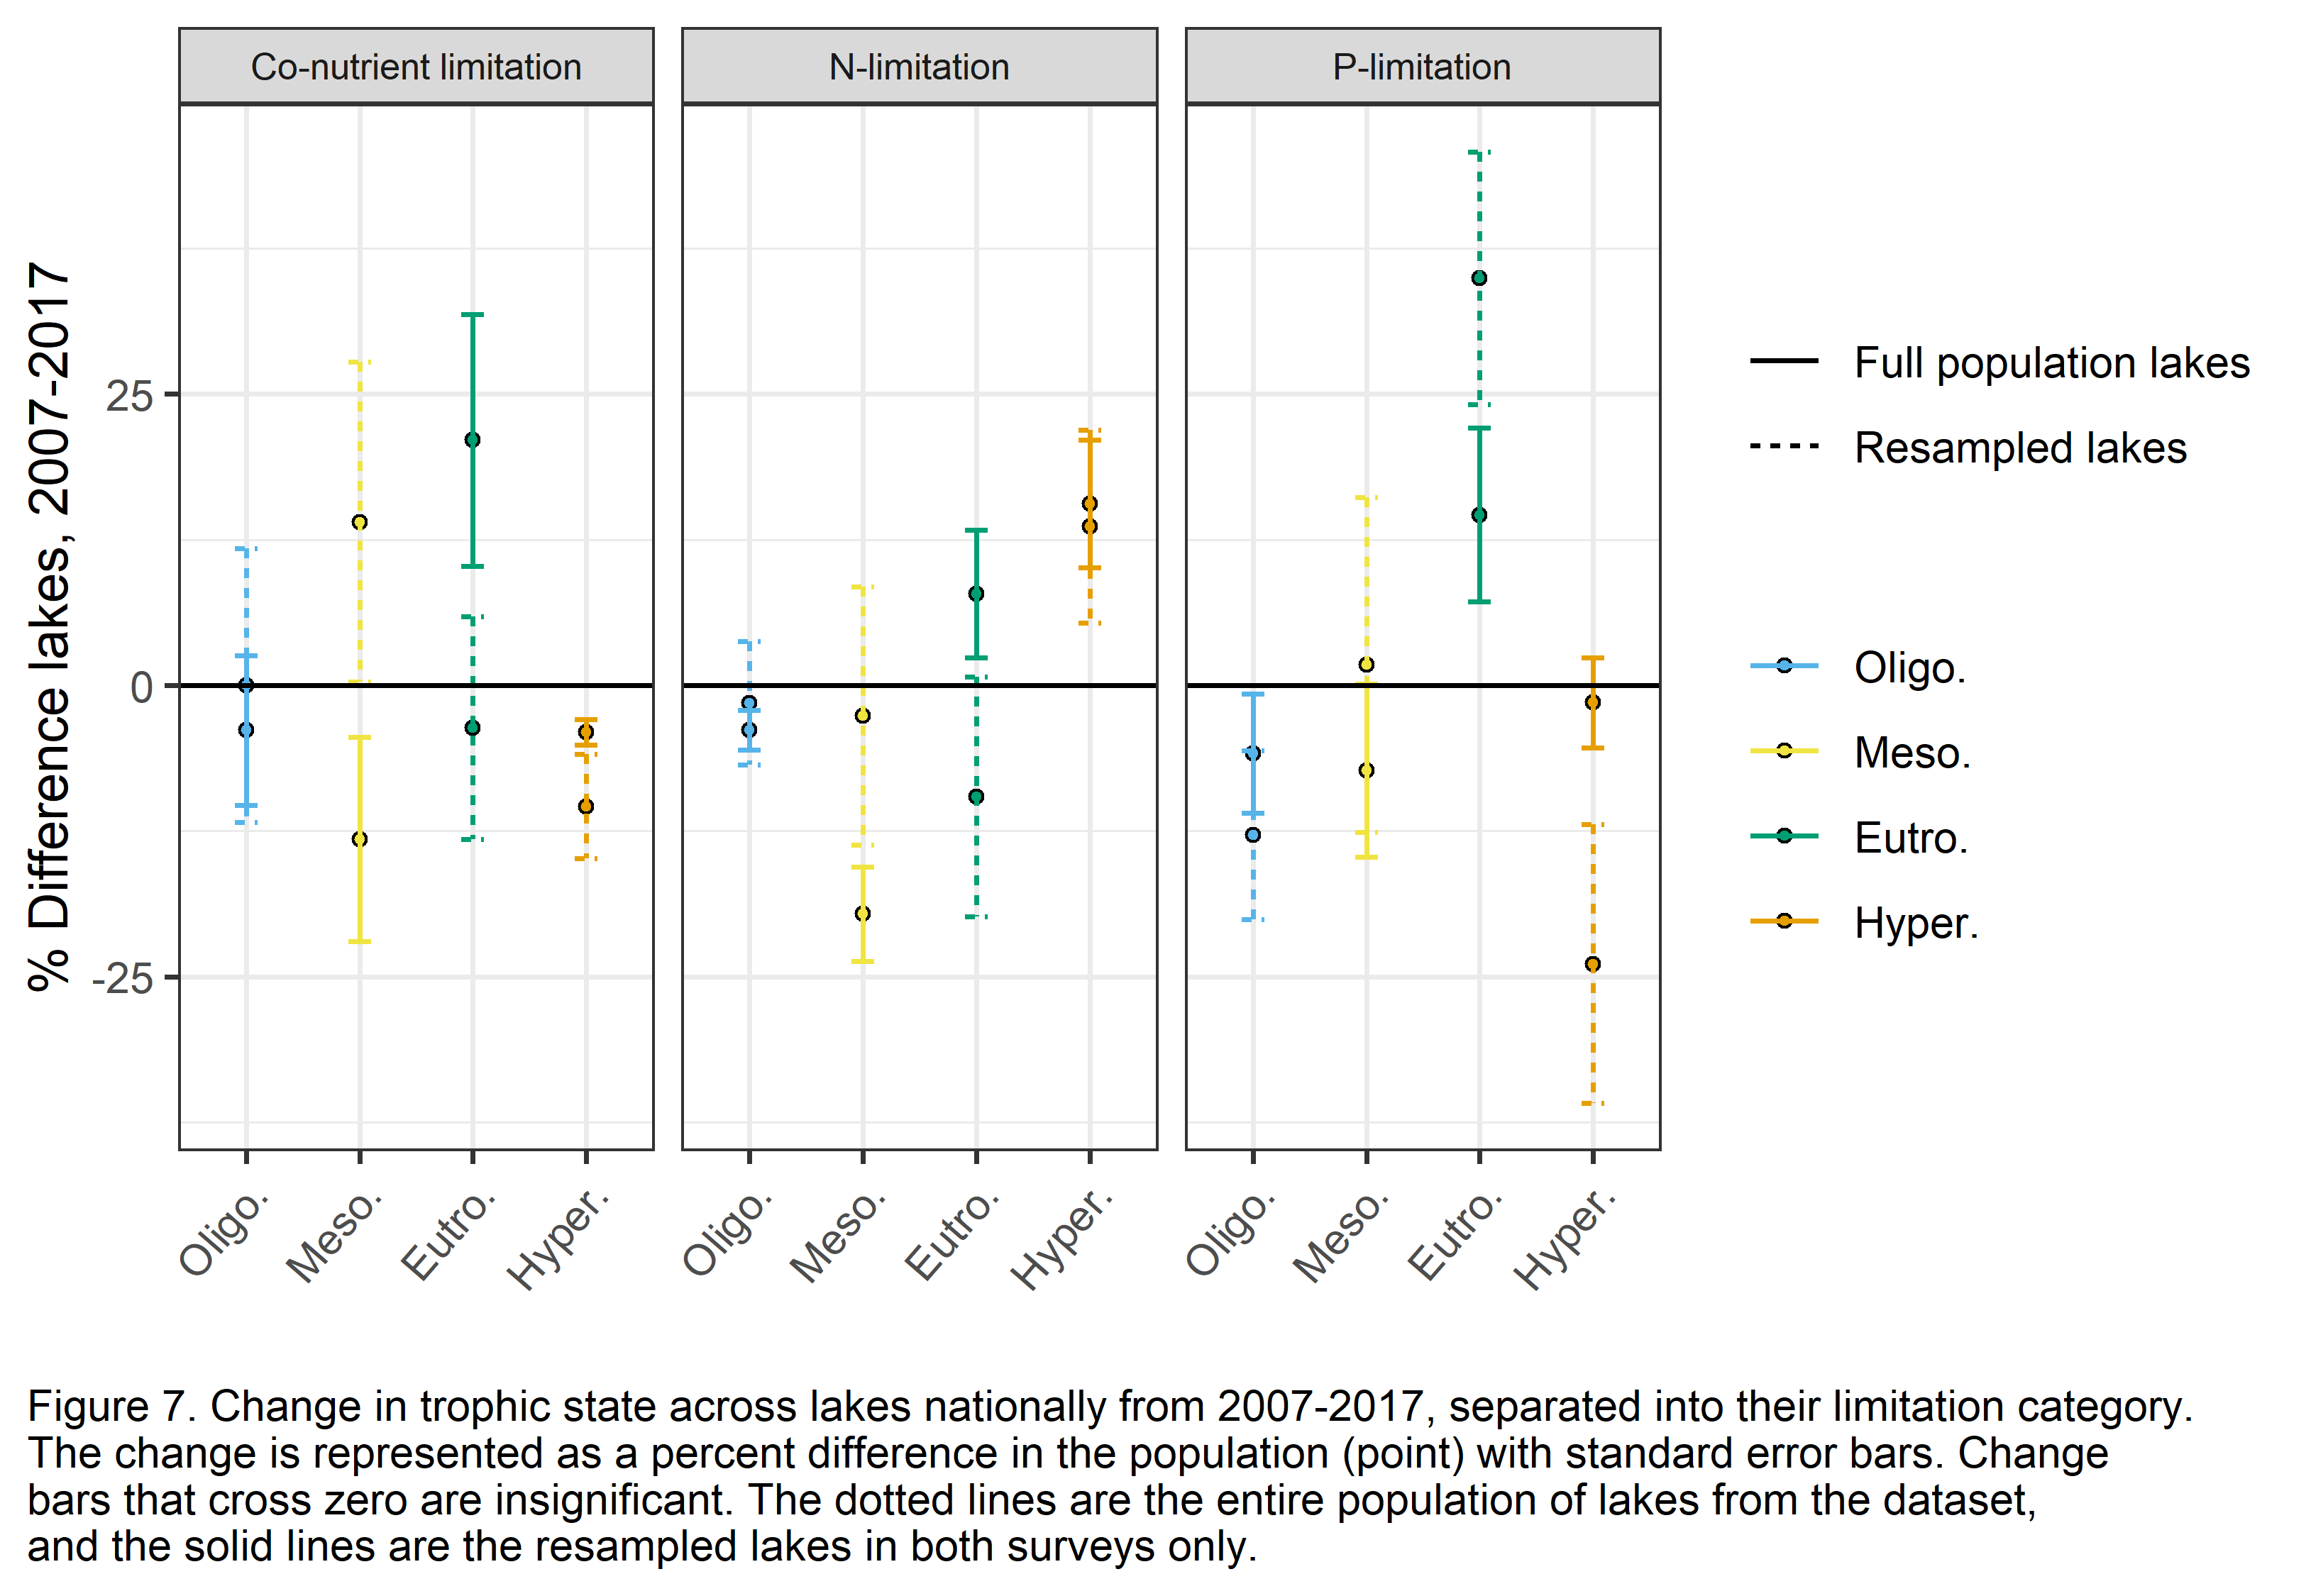 Co-nutrient limitation
N-limitation
P-limitation
% Difference lakes, 2007-2017
25
0
-25
Oligo.
Meso.
Eutro.
Hyper.
Oligo.
Meso.
Eutro.
Hyper.
Oligo.
Meso.
Eutro.
Hyper.
Full population lakes
Resampled lakes
Oligo.
Meso.
Eutro.
Hyper.
Figure 7. Change in trophic state across lakes nationally from 2007-2017, separated into their limitation category.
The change is represented as a percent difference in the population (point) with standard error bars. Change
bars that cross zero are insignificant. The dotted lines are the entire population of lakes from the dataset,
and the solid lines are the resampled lakes in both surveys only.